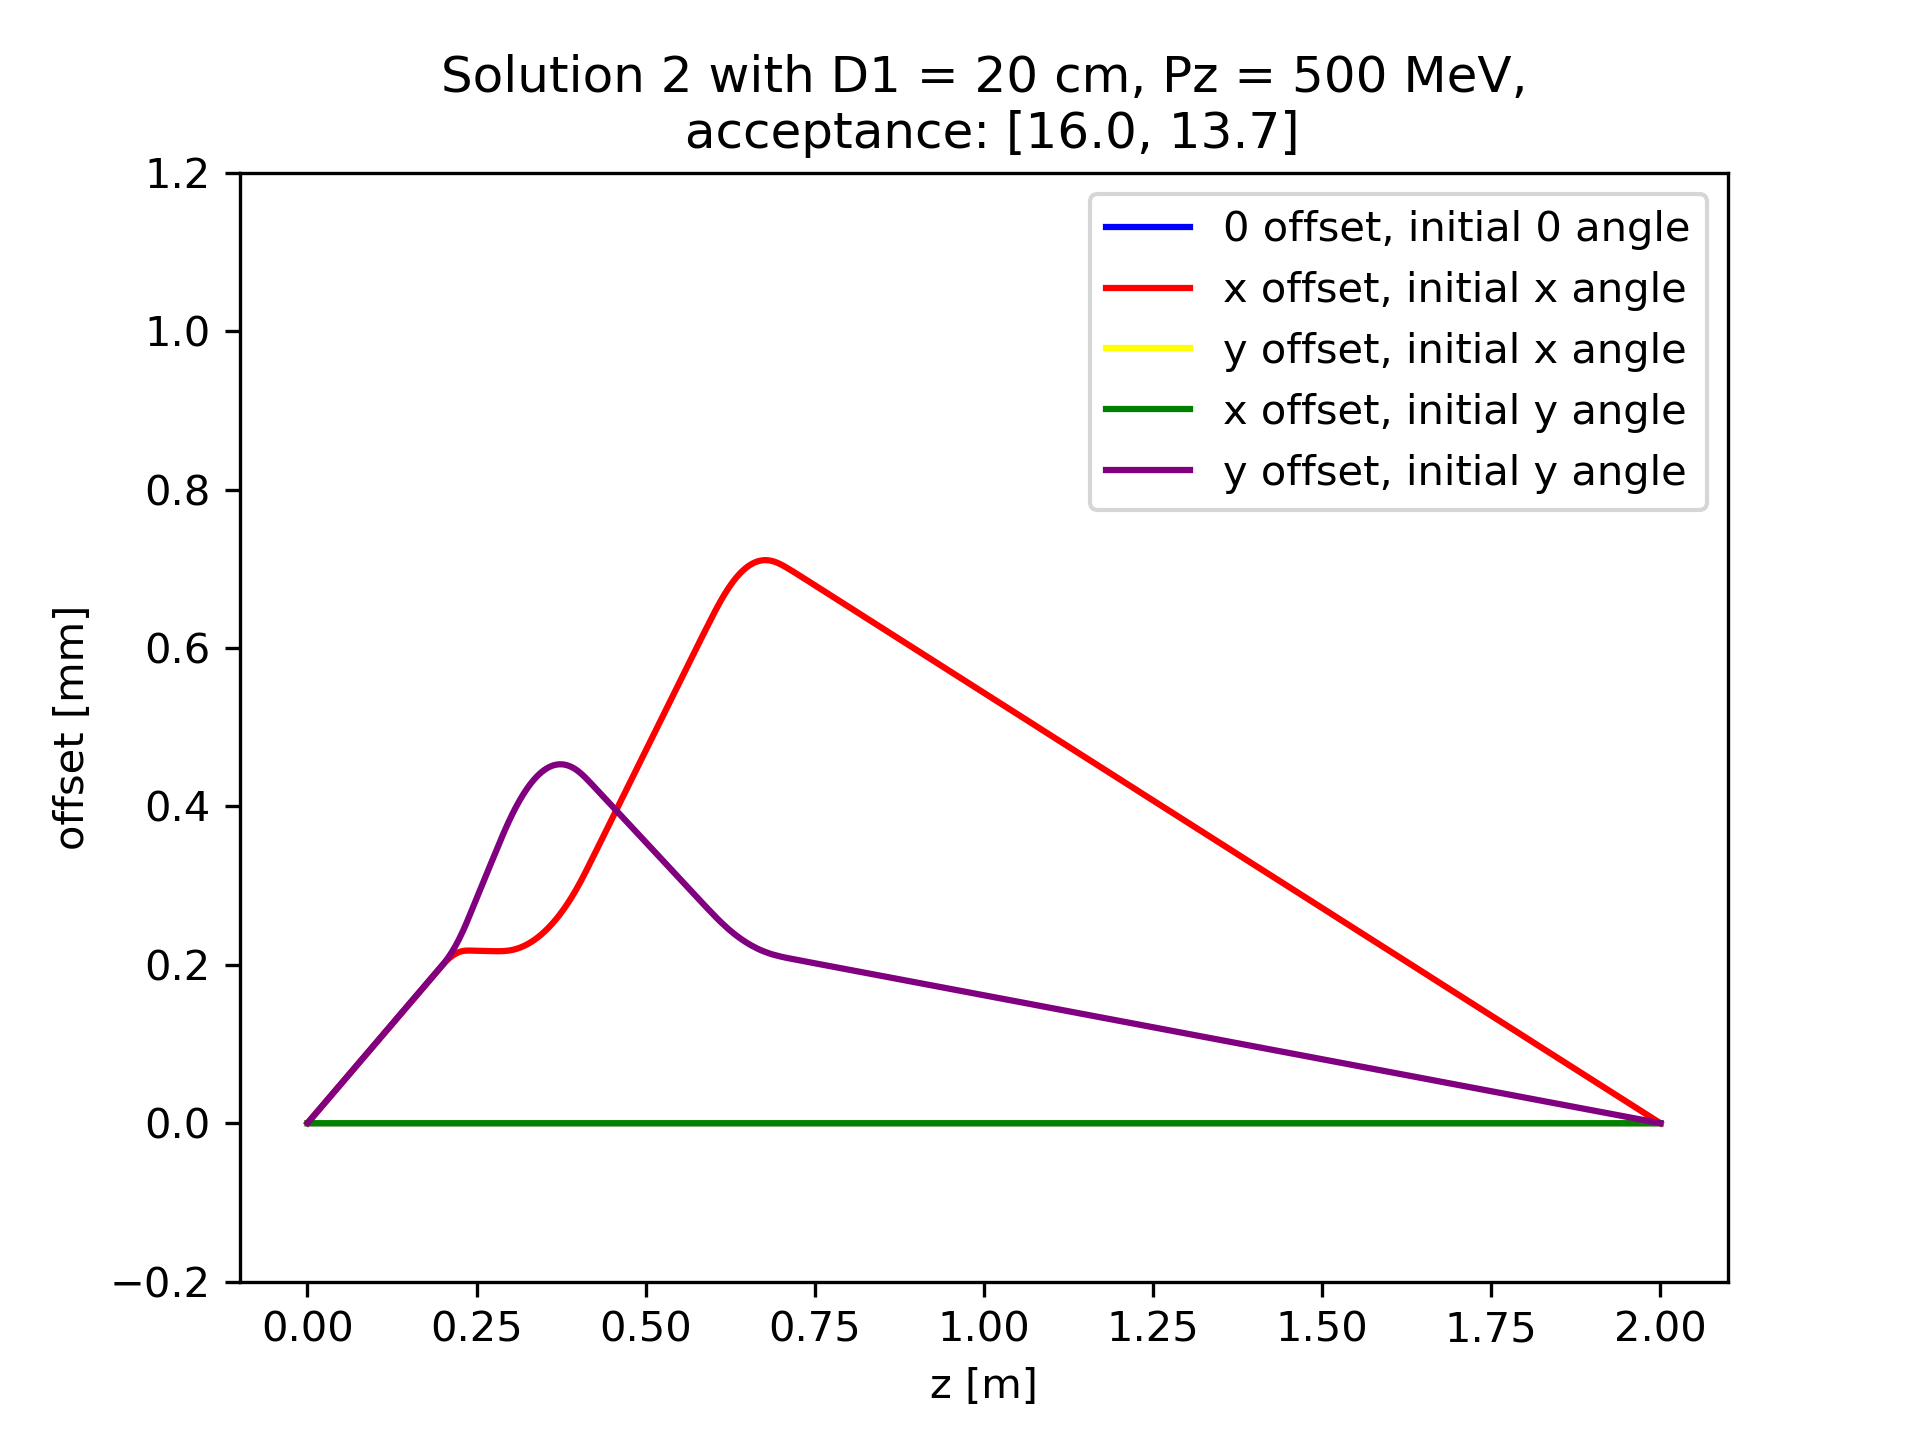 Solution 2 with D1 = 20 cm, Pz = 500 MeV,
acceptance: [16.0, 13.7]
1.2
1.0
0.8
0.6
0.4
0.2
0.0
−0.2
offset [mm]
0 offset, initial 0 angle
x offset, initial x angle
y offset, initial x angle
x offset, initial y angle
y offset, initial y angle
0.00 0.25 0.50 0.75 1.00 1.25 1.50 1.75 2.00
z [m]